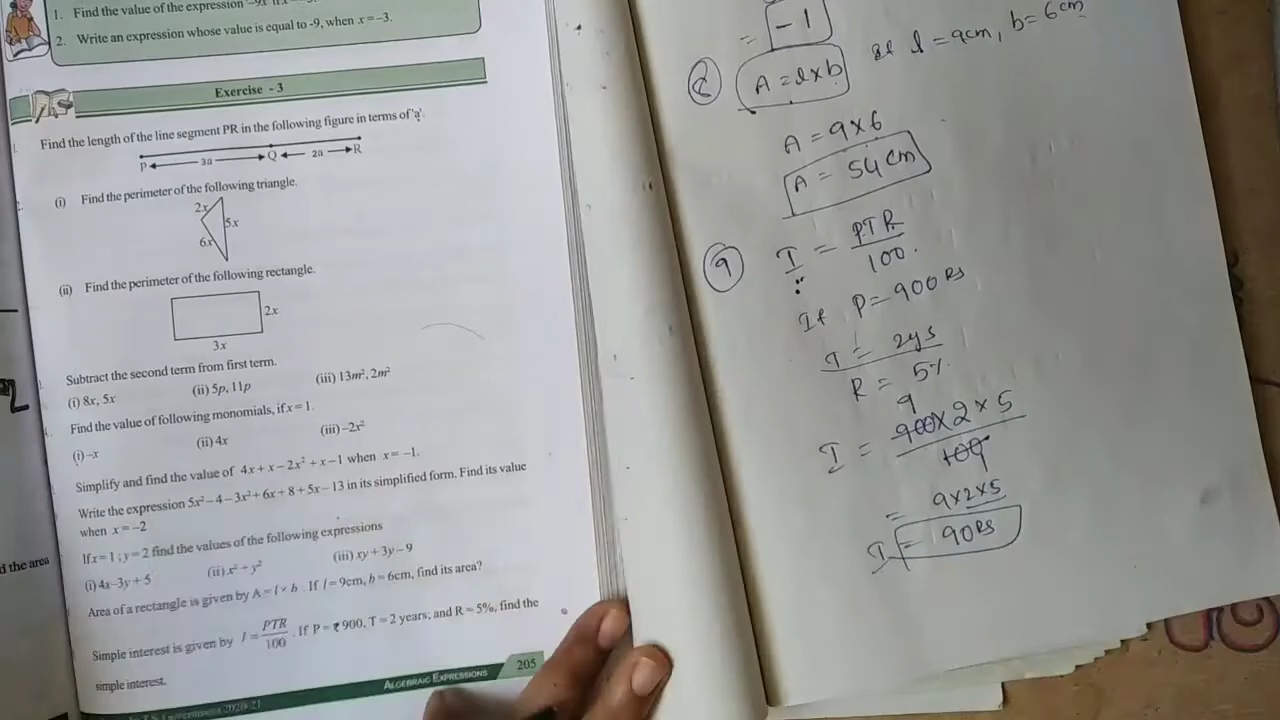 1. Find the value of the expression
2. Write an expression whose value is equal to -9, when x = –3.
Exercise - 3
Find the length of the line segment PR in the following figure in terms of 'a'.
P 3a Q 2a R
(i) Find the perimeter of the following triangle.
2x
5x
6x
(ii) Find the perimeter of the following rectangle.
2x
3x
Subtract the second term from first term.
(i) 8x, 5x (ii) 5p, 11p (iii) 13m², 2m²
Find the value of following monomials, if x = 1.
(i) –x (ii) 4x (iii) –2x²
Simplify and find the value of 4x + x – 2x² + x – 1 when x = –1.
Write the expression 5x² – 4 – 3x² + 6x + 8 + 5x – 13 in its simplified form. Find its value
when x = –2
If x = 1 ; y = 2 find the values of the following expressions
(i) 4x–3y + 5 (ii) x² + y² (iii) xy + 3y – 9
Area of a rectangle is given by A = l × b . If l = 9cm, b = 6cm, find its area?
Simple interest is given by I = PTR/100 . If P = ₹ 900, T = 2 years; and R = 5%, find the
simple interest.
ALGEBRAIC EXPRESSIONS 205
2020-21
d the area
2
= -1
8 A = l×b l = 9cm, b = 6cm
A = 9×6
A = 54 cm
9 I = PTR/100.
If P = 900 Rs
T = 2ys
R = 5%
9
I = 900×2×5/100
= 9×2×5
I = 90Rs